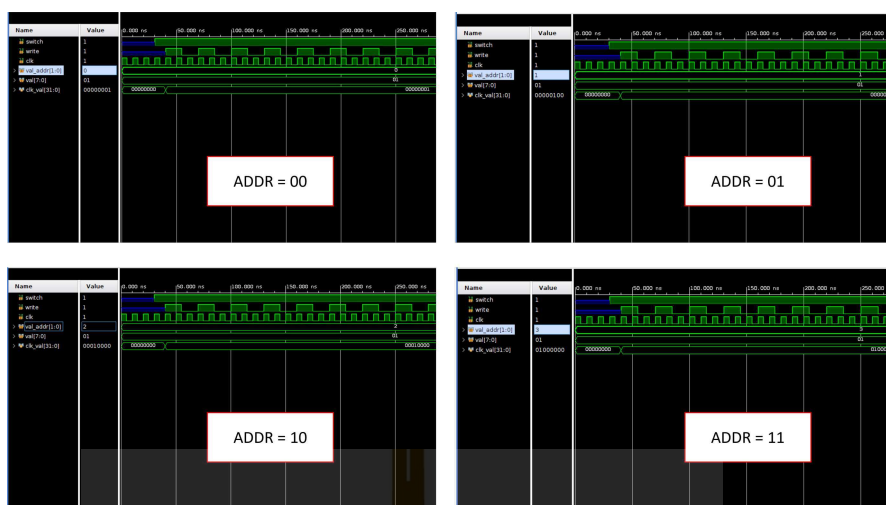 Name Value 0.000 ns 50.000 ns 100.000 ns 150.000 ns 200.000 ns 250.000 ns
switch 1
write 1
clk 1
val_addr[1:0] 0 0
val[7:0] 01 01
clk_val[31:0] 00000001 00000000 00000001
ADDR = 00
Name Value 0.000 ns 50.000 ns 100.000 ns 150.000 ns 200.000 ns 250.000
switch 1
write 1
clk 1
val_addr[1:0] 1 1
val[7:0] 01 01
clk_val[31:0] 00000100 00000000 00000
ADDR = 01
Name Value 0.000 ns 50.000 ns 100.000 ns 150.000 ns 200.000 ns 250.000 ns
switch 1
write 1
clk 1
val_addr[1:0] 2 2
val[7:0] 01 01
clk_val[31:0] 00010000 00000000 00010000
ADDR = 10
Name Value 0.000 ns 50.000 ns 100.000 ns 150.000 ns 200.000 ns 250.000
switch 1
write 1
clk 1
val_addr[1:0] 3 3
val[7:0] 01 01
clk_val[31:0] 01000000 00000000 01000
ADDR = 11